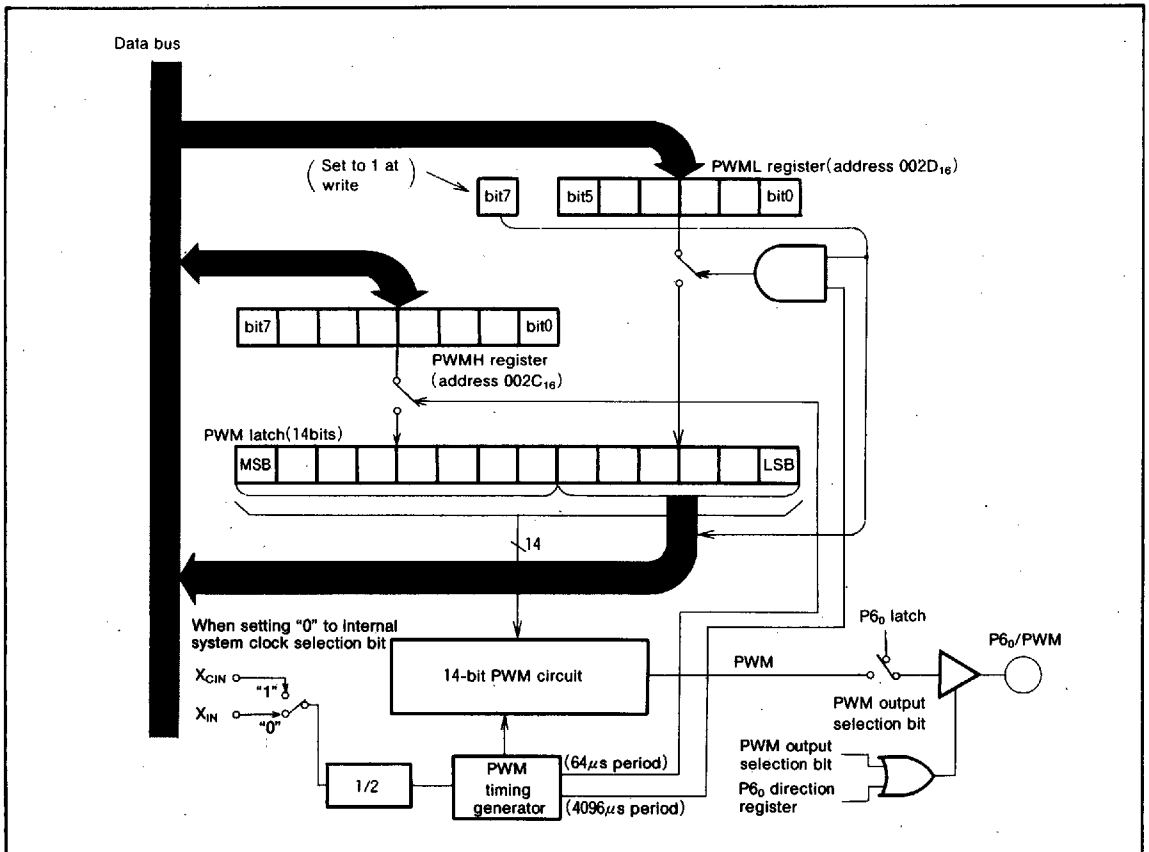 Data bus
(Set to 1 at
write)
PWML register(address 002D₁₆)
bit7
bit5
bit0
bit7
bit0
PWMH register
(address 002C₁₆)
PWM latch(14bits)
MSB
LSB
14
When setting “0” to internal
system clock selection bit
X_CIN
“1”
X_IN
“0”
1/2
14-bit PWM circuit
PWM
timing
generator
(64μs period)
(4096μs period)
PWM
P6₀ latch
P6₀/PWM
PWM output
selection bit
PWM output
selection bit
P6₀ direction
register